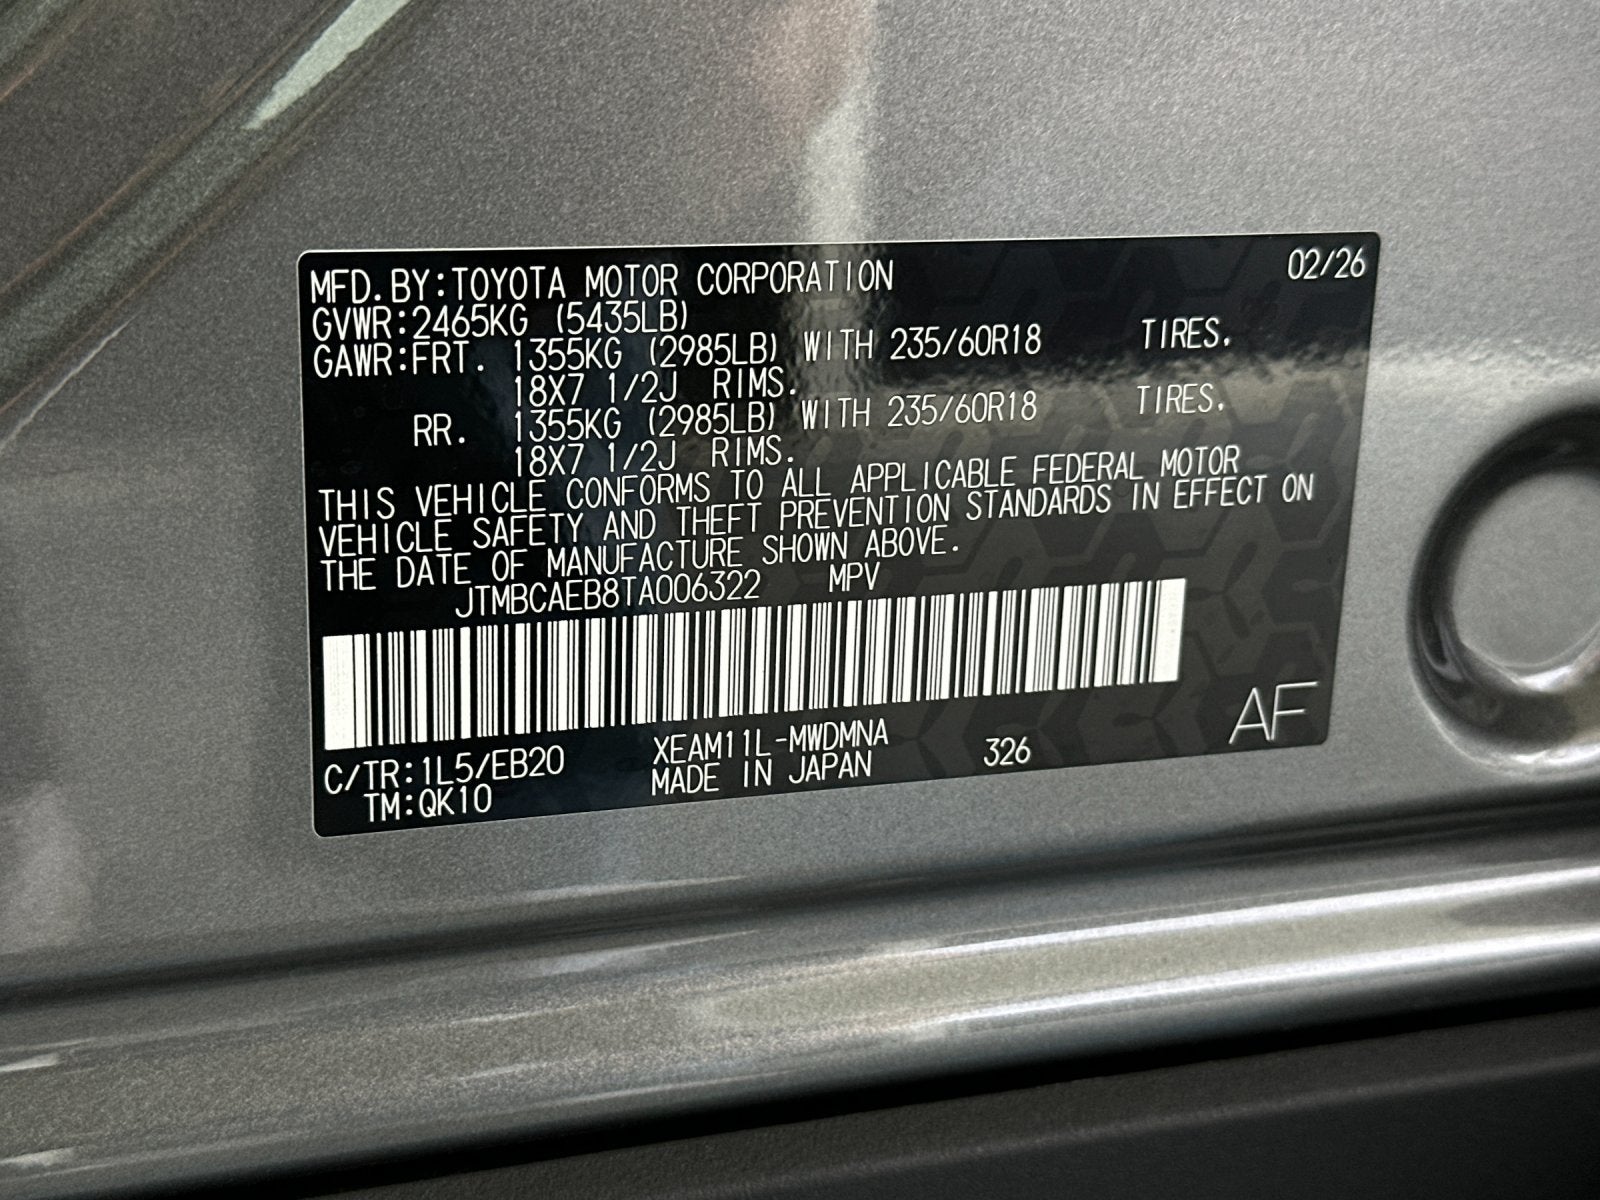 MFD. BY:TOYOTA MOTOR CORPORATION 02/26
GVWR:2465KG (5435LB)
GAWR:FRT. 1355KG (2985LB) WITH 235/60R18 TIRES.
18X7 1/2J RIMS.
RR. 1355KG (2985LB) WITH 235/60R18 TIRES.
18X7 1/2J RIMS.
THIS VEHICLE CONFORMS TO ALL APPLICABLE FEDERAL MOTOR
VEHICLE SAFETY AND THEFT PREVENTION STANDARDS IN EFFECT ON
THE DATE OF MANUFACTURE SHOWN ABOVE.
JTMBCAEB8TA006322 MPV
C/TR:1L5/EB20 XEAM11L-MWDMNA 326 AF
TM:QK10 MADE IN JAPAN